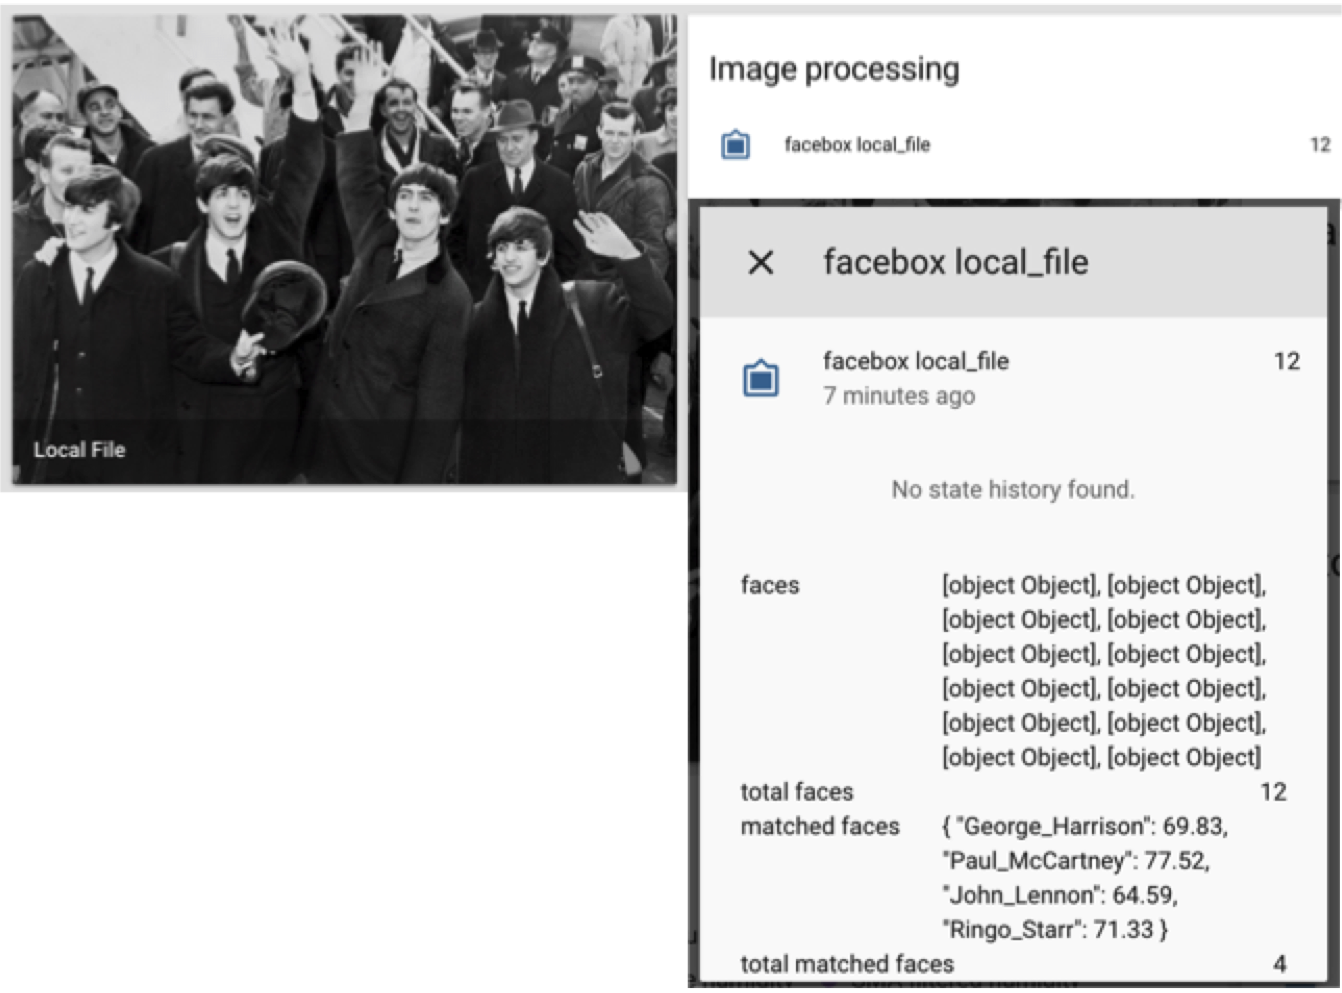 Local File
Image processing
facebox local_file 12
facebox local_file
facebox local_file 12
7 minutes ago
No state history found.
faces [object Object], [object Object],
[object Object], [object Object],
[object Object], [object Object],
[object Object], [object Object],
[object Object], [object Object],
[object Object], [object Object]
total faces 12
matched faces { "George_Harrison": 69.83,
"Paul_McCartney": 77.52,
"John_Lennon": 64.59,
"Ringo_Starr": 71.33 }
total matched faces 4